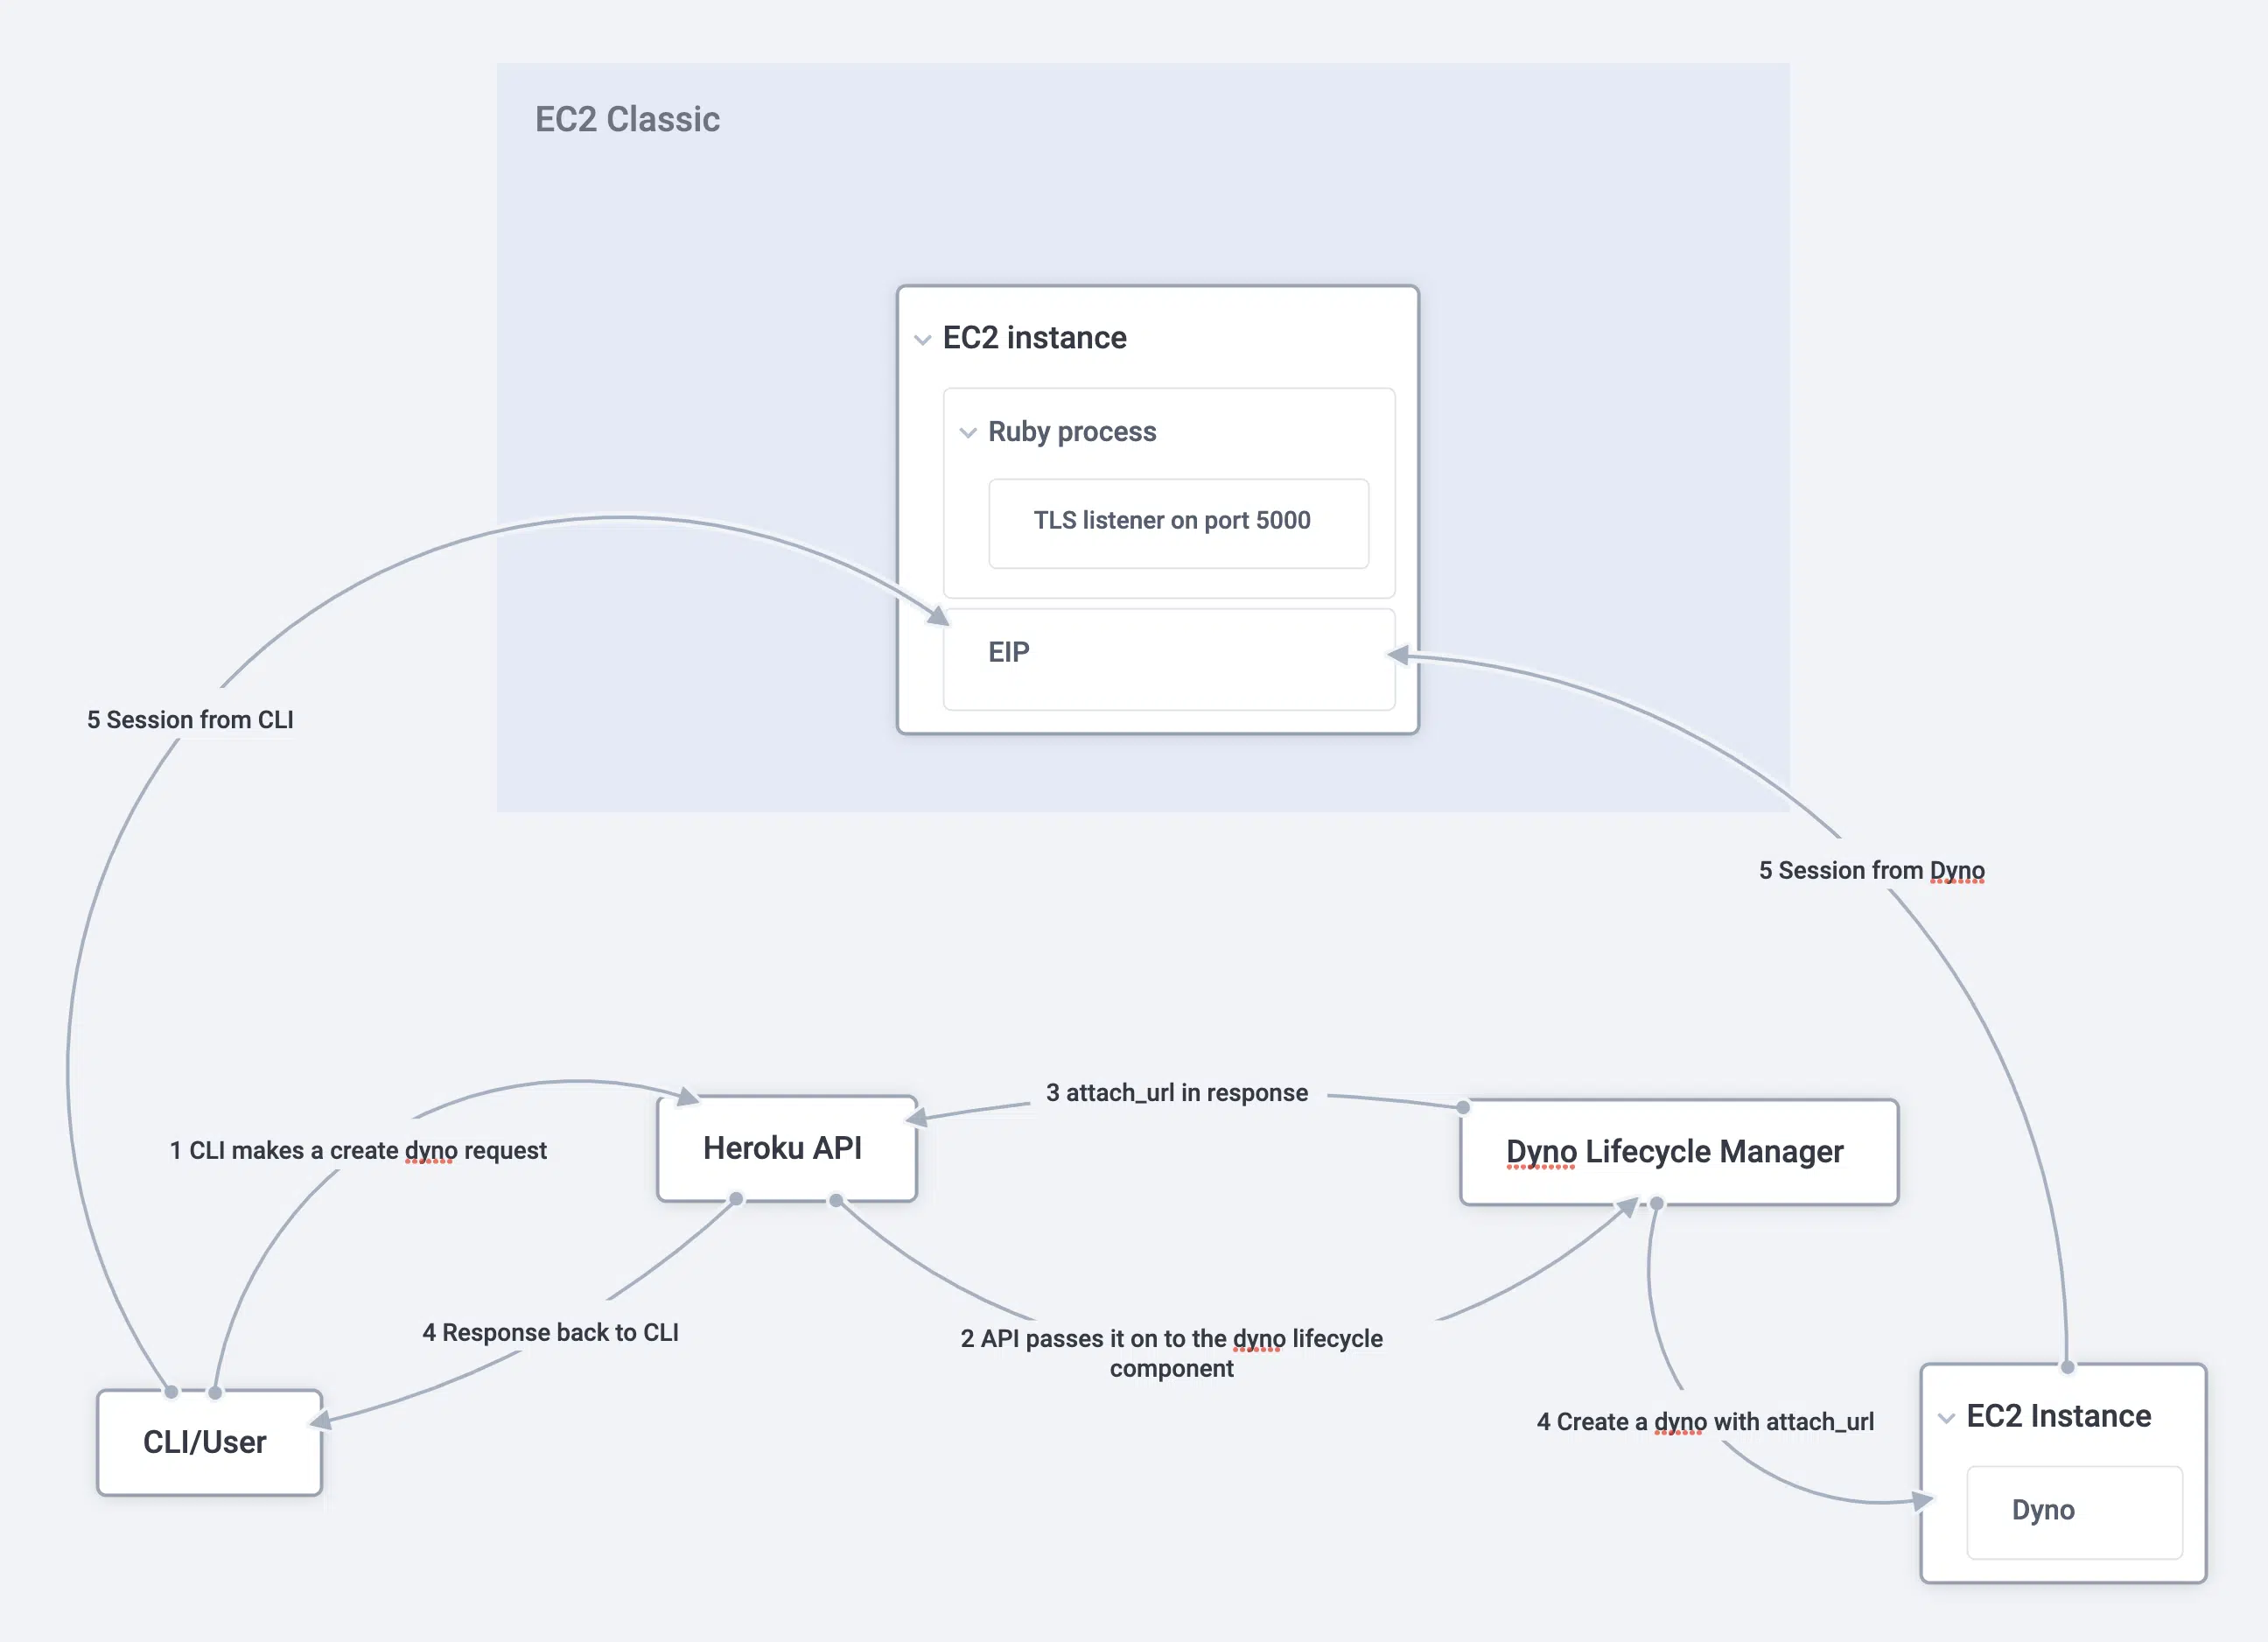 EC2 Classic
EC2 instance
Ruby process
TLS listener on port 5000
EIP
5 Session from CLI
5 Session from Dyno
3 attach_url in response
1 CLI makes a create dyno request
Heroku API
Dyno Lifecycle Manager
4 Response back to CLI
2 API passes it on to the dyno lifecycle
component
4 Create a dyno with attach_url
CLI/User
EC2 Instance
Dyno